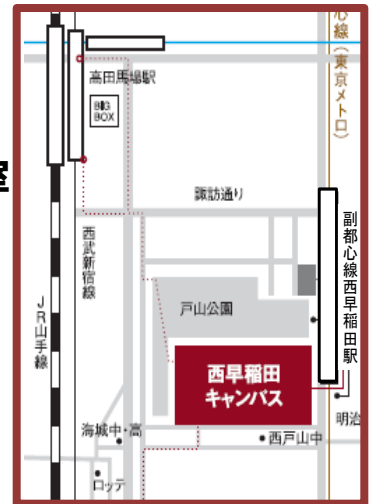 心線（東京メトロ）
高田馬場駅
BIG
BOX
諏訪通り
西武新宿線
副都心線西早稲田駅
戸山公園
JR山手線
西早稲田
キャンパス
明治
海城中・高
西戸山中
ロッテ